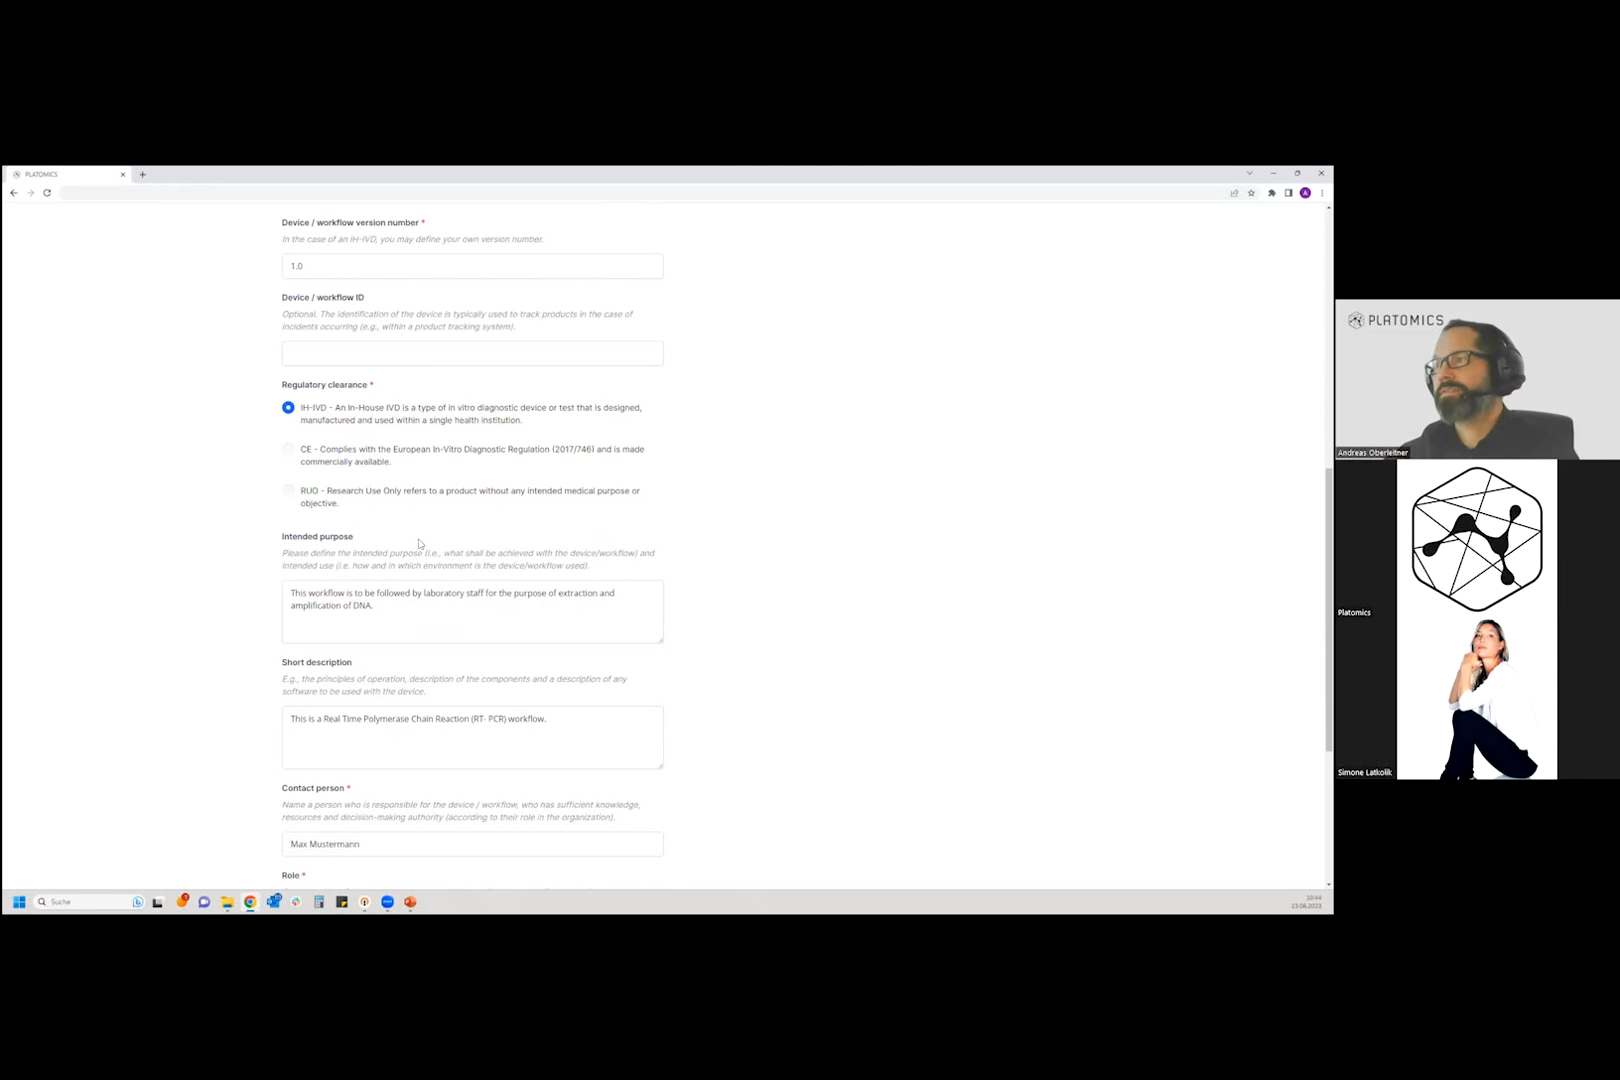 PLATOMICS
Device / workflow version number *
In the case of an IH-IVD, you may define your own version number.
1.0
Device / workflow ID
Optional. The identification of the device is typically used to track products in the case of
incidents occurring (e.g., within a product tracking system).
Regulatory clearance *
IH-IVD - An In-House IVD is a type of in vitro diagnostic device or test that is designed,
manufactured and used within a single health institution.
CE - Complies with the European In-Vitro Diagnostic Regulation (2017/746) and is made
commercially available.
RUO - Research Use Only refers to a product without any intended medical purpose or
objective.
Intended purpose
Please define the intended purpose (i.e., what shall be achieved with the device/workflow) and
intended use (i.e. how and in which environment is the device/workflow used).
This workflow is to be followed by laboratory staff for the purpose of extraction and
amplification of DNA.
Short description
E.g., the principles of operation, description of the components and a description of any
software to be used with the device.
This is a Real Time Polymerase Chain Reaction (RT- PCR) workflow.
Contact person *
Name a person who is responsible for the device / workflow, who has sufficient knowledge,
resources and decision-making authority (according to their role in the organization).
Max Mustermann
Role *
Suche
10:44
23.06.2023
PLATOMICS
Andreas Oberleitner
Platomics
Simone Latkolik